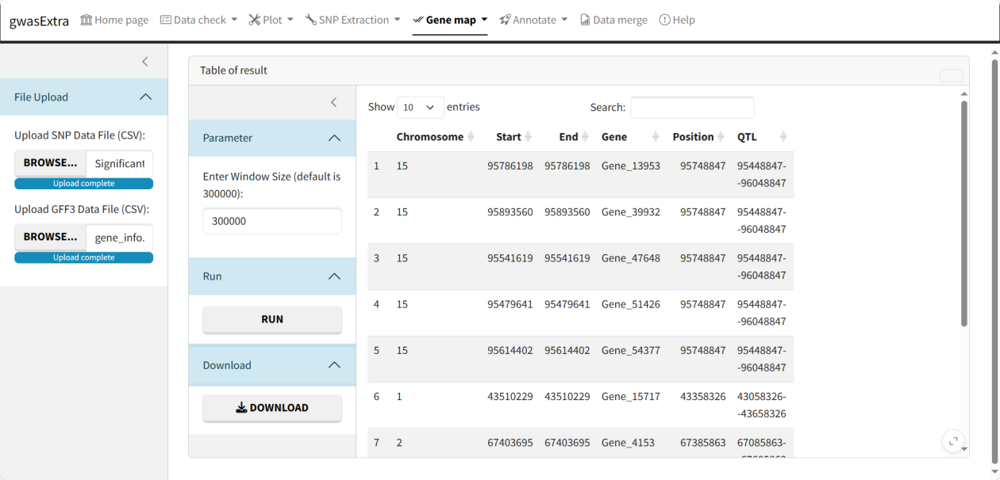 gwasExtra Home page Data check Plot SNP Extraction Gene map Annotate Data merge Help
File Upload
Upload SNP Data File (CSV):
BROWSE... Significant
Upload complete
Upload GFF3 Data File (CSV):
BROWSE... gene_info.
Upload complete
Table of result
Parameter
Enter Window Size (default is
300000):
300000
Run
RUN
Download
DOWNLOAD
Show 10 entries Search:
Chromosome Start End Gene Position QTL
1 15 95786198 95786198 Gene_13953 95748847 95448847-
-96048847
2 15 95893560 95893560 Gene_39932 95748847 95448847-
-96048847
3 15 95541619 95541619 Gene_47648 95748847 95448847-
-96048847
4 15 95479641 95479641 Gene_51426 95748847 95448847-
-96048847
5 15 95614402 95614402 Gene_54377 95748847 95448847-
-96048847
6 1 43510229 43510229 Gene_15717 43358326 43058326-
-43658326
7 2 67403695 67403695 Gene_4153 67385863 67085863-